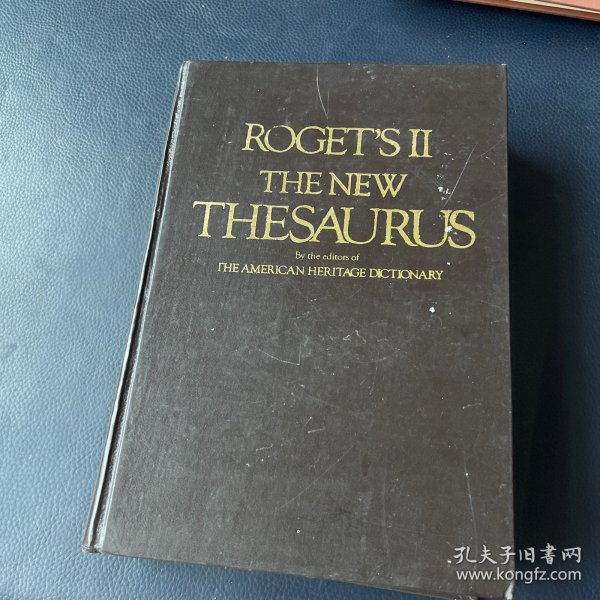 ROGET'S II
THE NEW
THESAURUS
By the editors of
THE AMERICAN HERITAGE DICTIONARY
孔夫子旧书网
www.kongfz.com